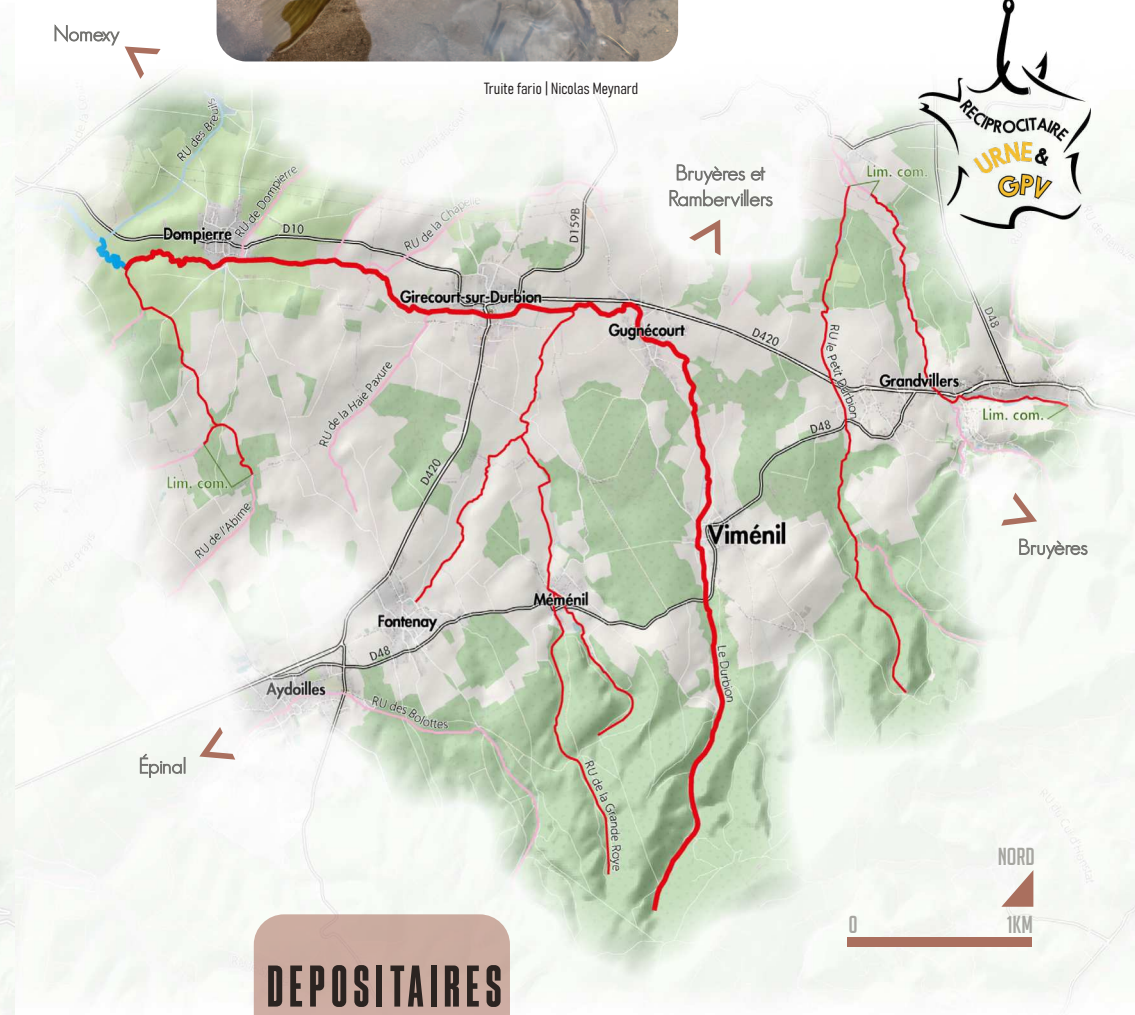 Nomexy
Truite fario | Nicolas Meynard
RECIPROCITAIRE
URNE &
GPV
RU des Breuils
Bruyères et
Rambervillers
Lim. com.
RU de Dompierre
Dompierre
D10
RU de la Chapelle
D159B
Girecourt-sur-Durbion
Gugnécourt
D420
D48
RU le Petit Durbion
Grandvillers
Lim. com.
RU de la Haie Paxure
D48
D420
Lim. com.
RU de l'Abîme
Viménil
Bruyères
Méménil
Fontenay
D48
Le Durbion
Aydoilles
RU des Bolottes
Épinal
RU de la Grande Roye
NORD
0
1KM
DEPOSITAIRES